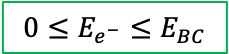 0 ≤ E_{e^-} ≤ E_{BC}